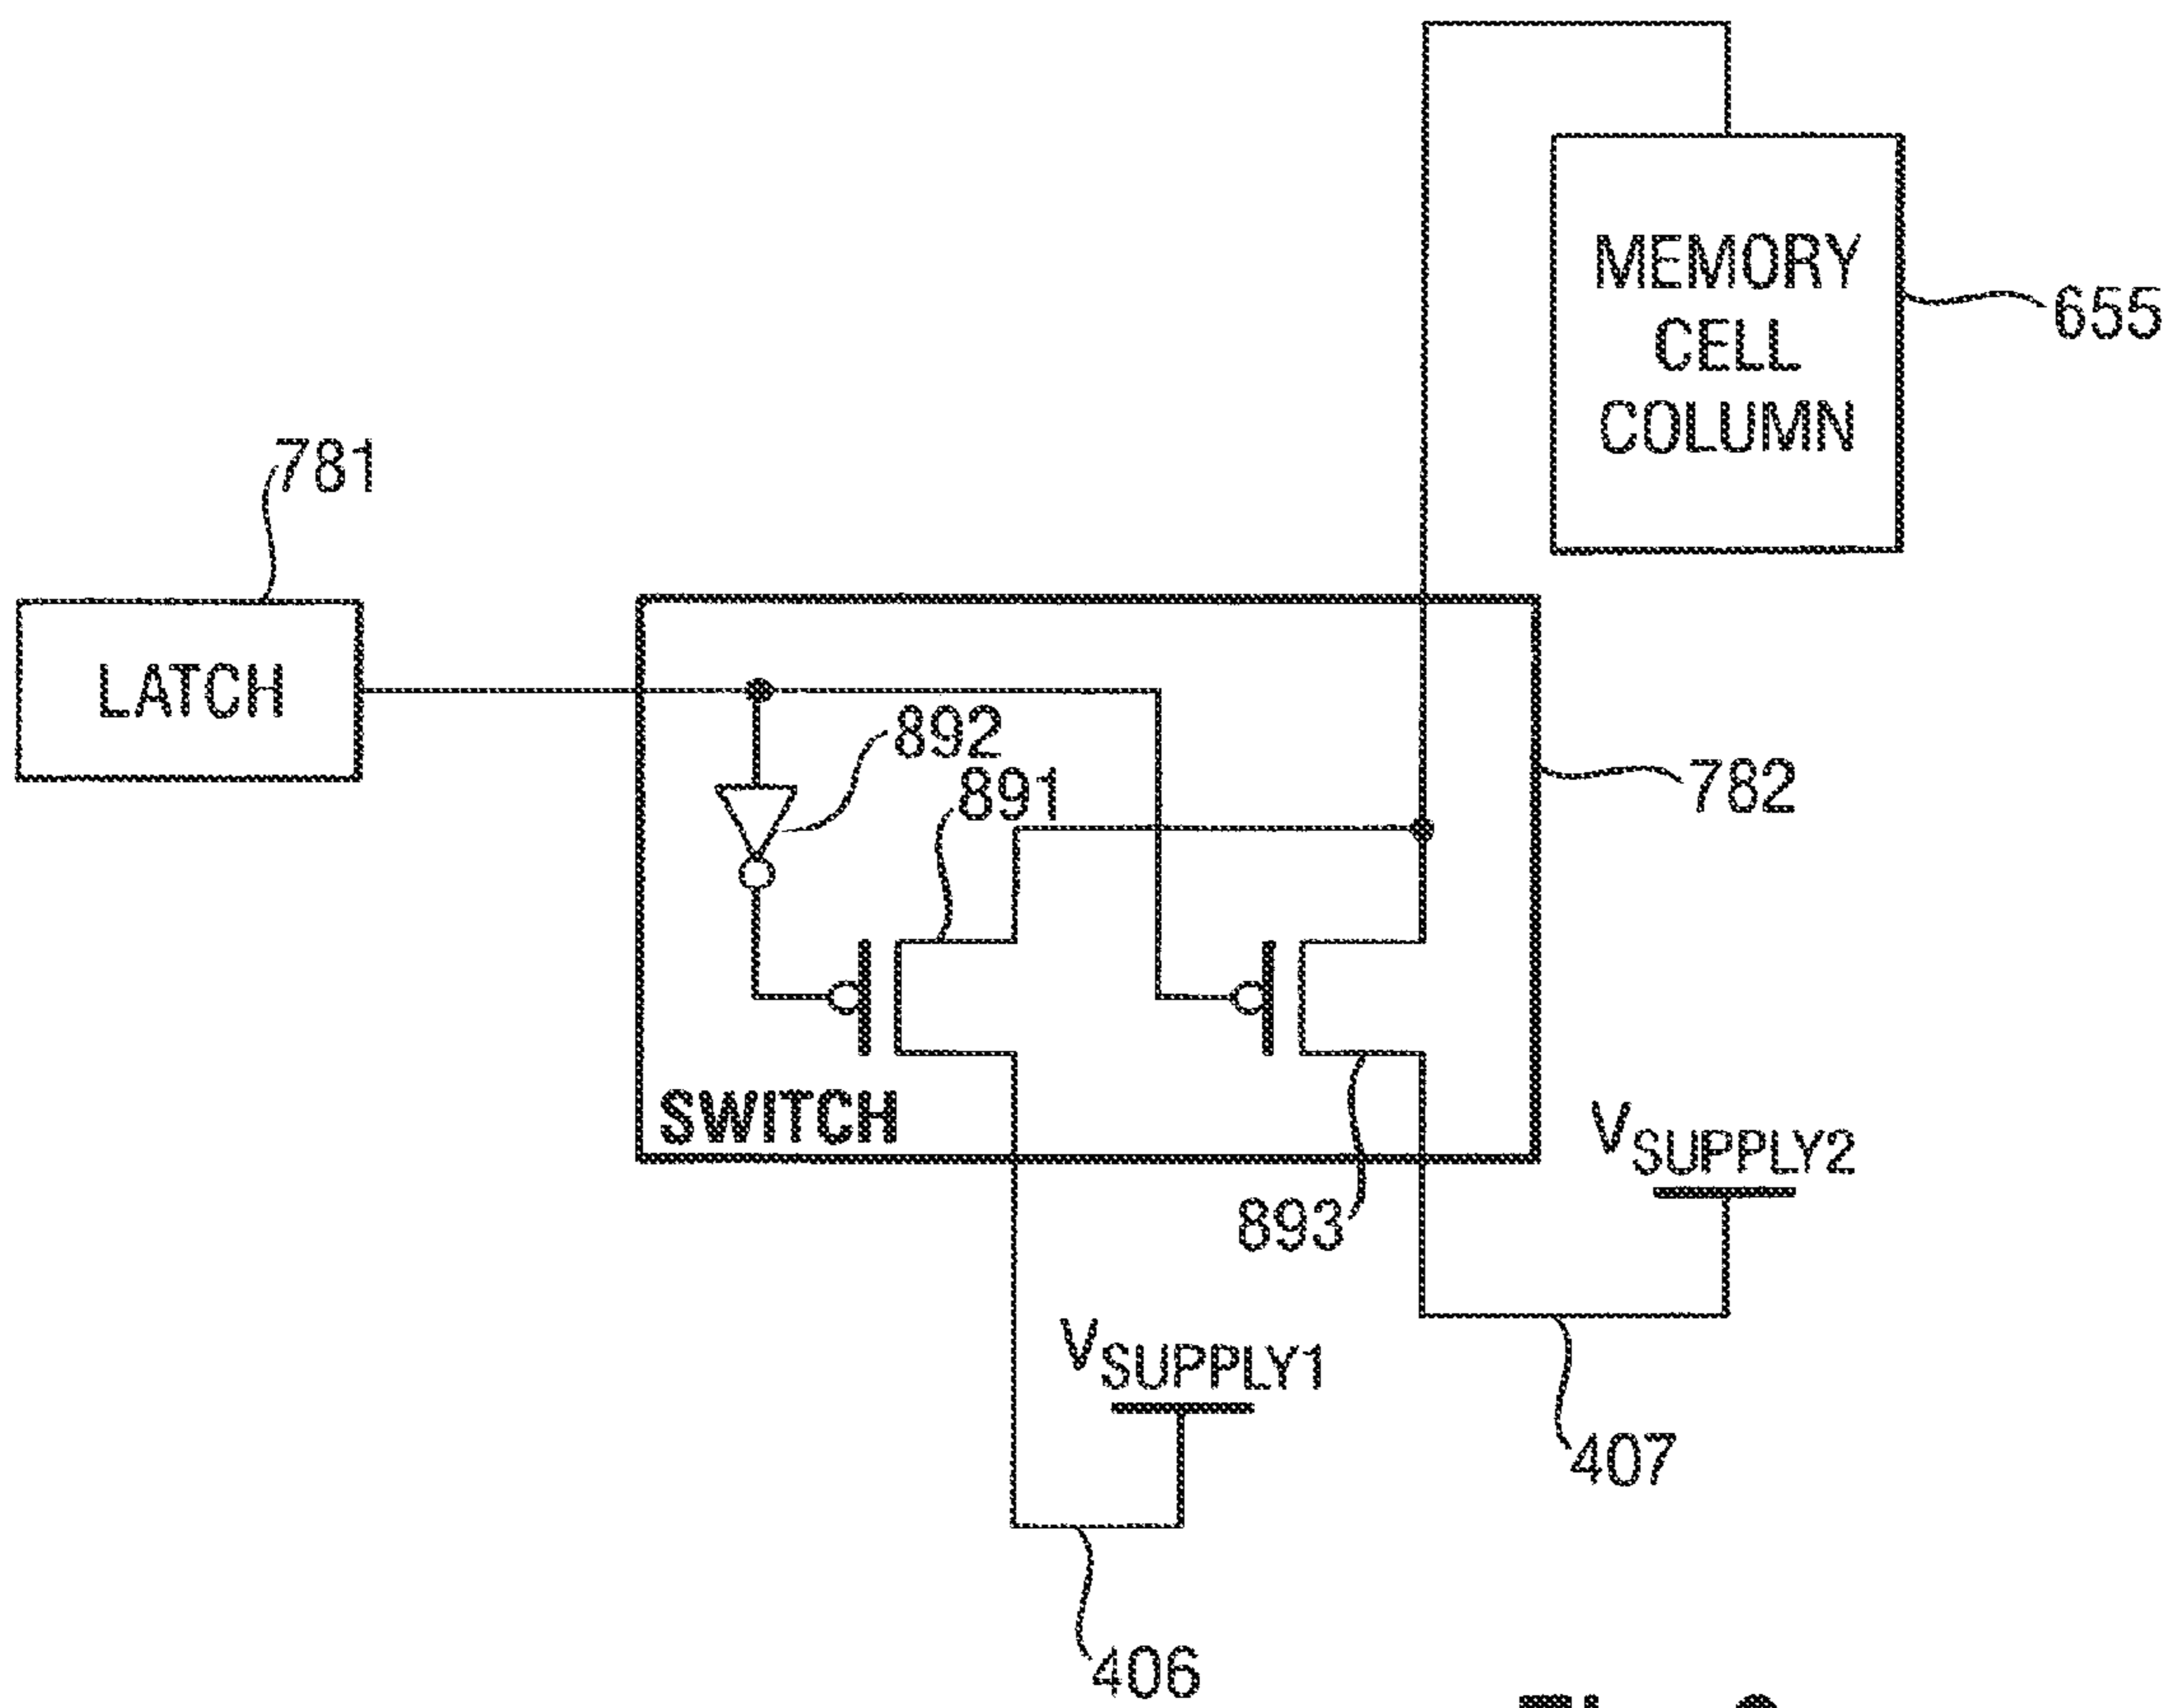 MEMORY
CELL
COLUMN
655
781
LATCH
892
891
782
SWITCH
893
VSUPPLY2
VSUPPLY1
407
406